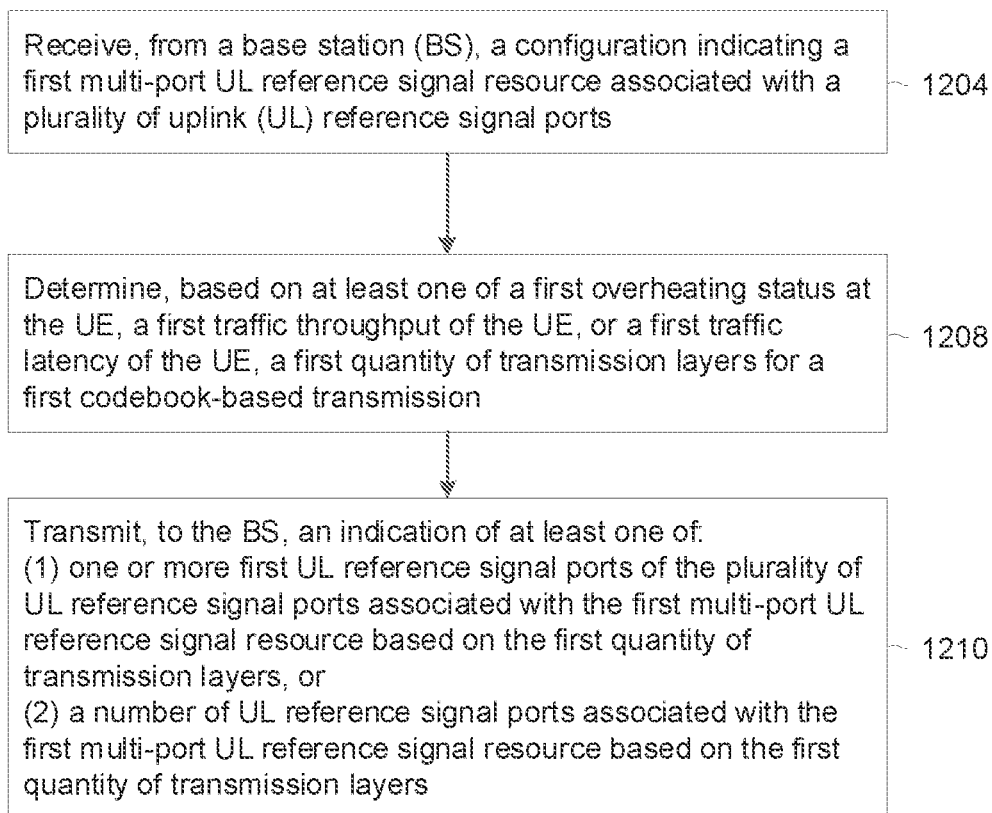 Receive, from a base station (BS), a configuration indicating a
first multi-port UL reference signal resource associated with a
plurality of uplink (UL) reference signal ports
1204
Determine, based on at least one of a first overheating status at
the UE, a first traffic throughput of the UE, or a first traffic
latency of the UE, a first quantity of transmission layers for a
first codebook-based transmission
1208
Transmit, to the BS, an indication of at least one of:
(1) one or more first UL reference signal ports of the plurality of
UL reference signal ports associated with the first multi-port UL
reference signal resource based on the first quantity of
transmission layers, or
(2) a number of UL reference signal ports associated with the
first multi-port UL reference signal resource based on the first
quantity of transmission layers
1210